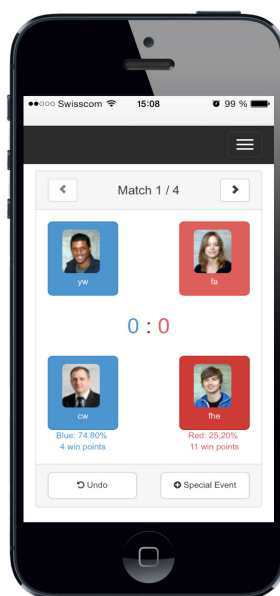 Swisscom 15:08 99 %
Match 1 / 4
yw fa
0 : 0
cw fhe
Blue: 74.80% Red: 25.20%
4 win points 11 win points
Undo Special Event